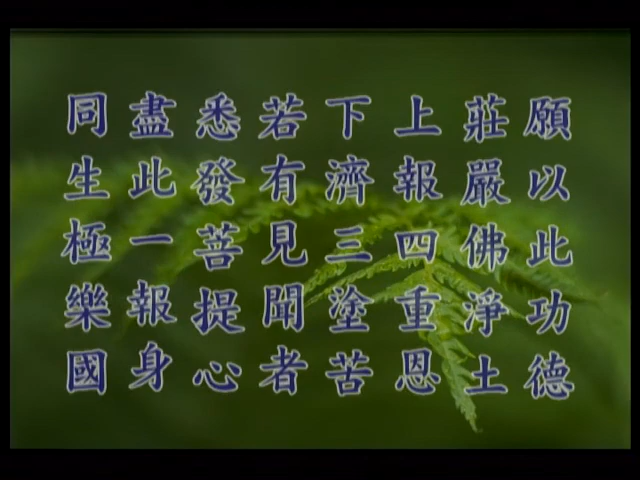 願以此功德
莊嚴佛淨土
上報四重恩
下濟三塗苦
若有見聞者
悉發菩提心
盡此一報身
同生極樂國